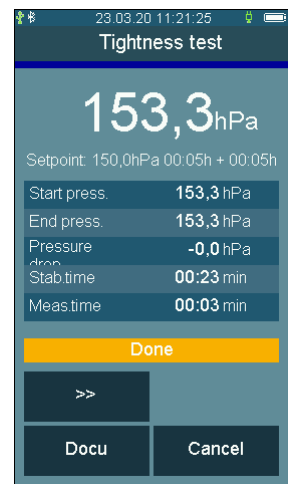 23.03.20 11:21:25
Tightness test
153,3hPa
Setpoint: 150,0hPa 00:05h + 00:05h
Start press. 153,3 hPa
End press. 153,3 hPa
Pressure -0,0 hPa
drop
Stab.time 00:23 min
Meas.time 00:03 min
Done
>>
Docu Cancel